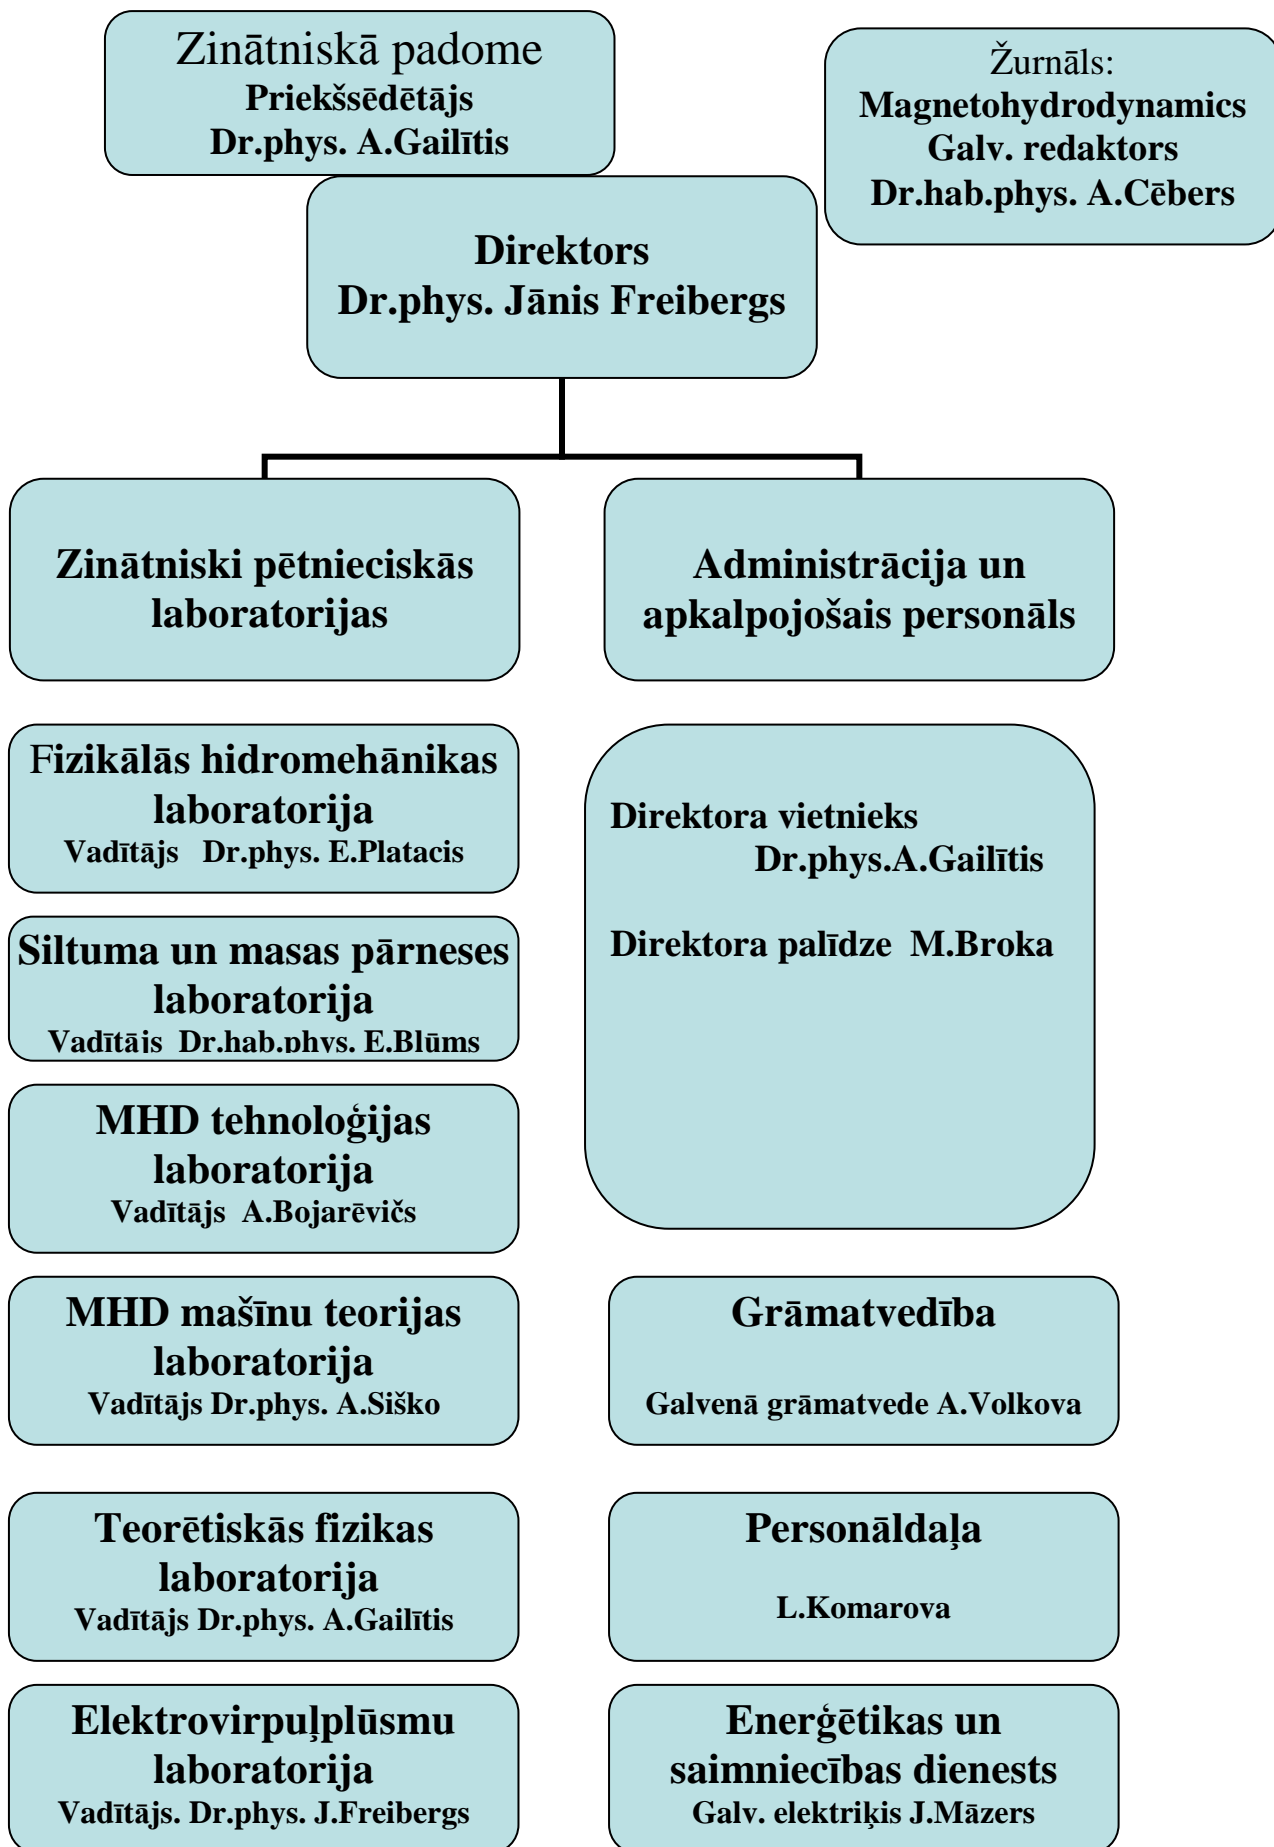 Zinātniskā padome
Priekšsēdētājs
Dr.phys. A.Gailītis
Žurnāls:
Magnetohydrodynamics
Galv. redaktors
Dr.hab.phys. A.Cēbers
Direktors
Dr.phys. Jānis Freibergs
Zinātniski pētnieciskās
laboratorijas
Administrācija un
apkalpojošais personāls
Fizikālās hidromehānikas
laboratorija
Vadītājs Dr.phys. E.Platacis
Siltuma un masas pārneses
laboratorija
Vadītājs Dr.hab.phys. E.Blūms
MHD tehnoloģijas
laboratorija
Vadītājs A.Bojarēvičs
MHD mašīnu teorijas
laboratorija
Vadītājs Dr.phys. A.Siško
Teorētiskās fizikas
laboratorija
Vadītājs Dr.phys. A.Gailītis
Elektrovirpuļplūsmu
laboratorija
Vadītājs. Dr.phys. J.Freibergs
Direktora vietnieks
Dr.phys.A.Gailītis
Direktora palīdze M.Broka
Grāmatvedība
Galvenā grāmatvede A.Volkova
Personāldaļa
L.Komarova
Enerģētikas un
saimniecības dienests
Galv. elektriķis J.Māzers